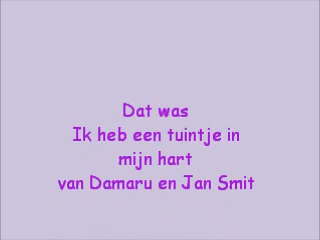 Dat was
Ik heb een tuintje in
mijn hart
van Damaru en Jan Smit